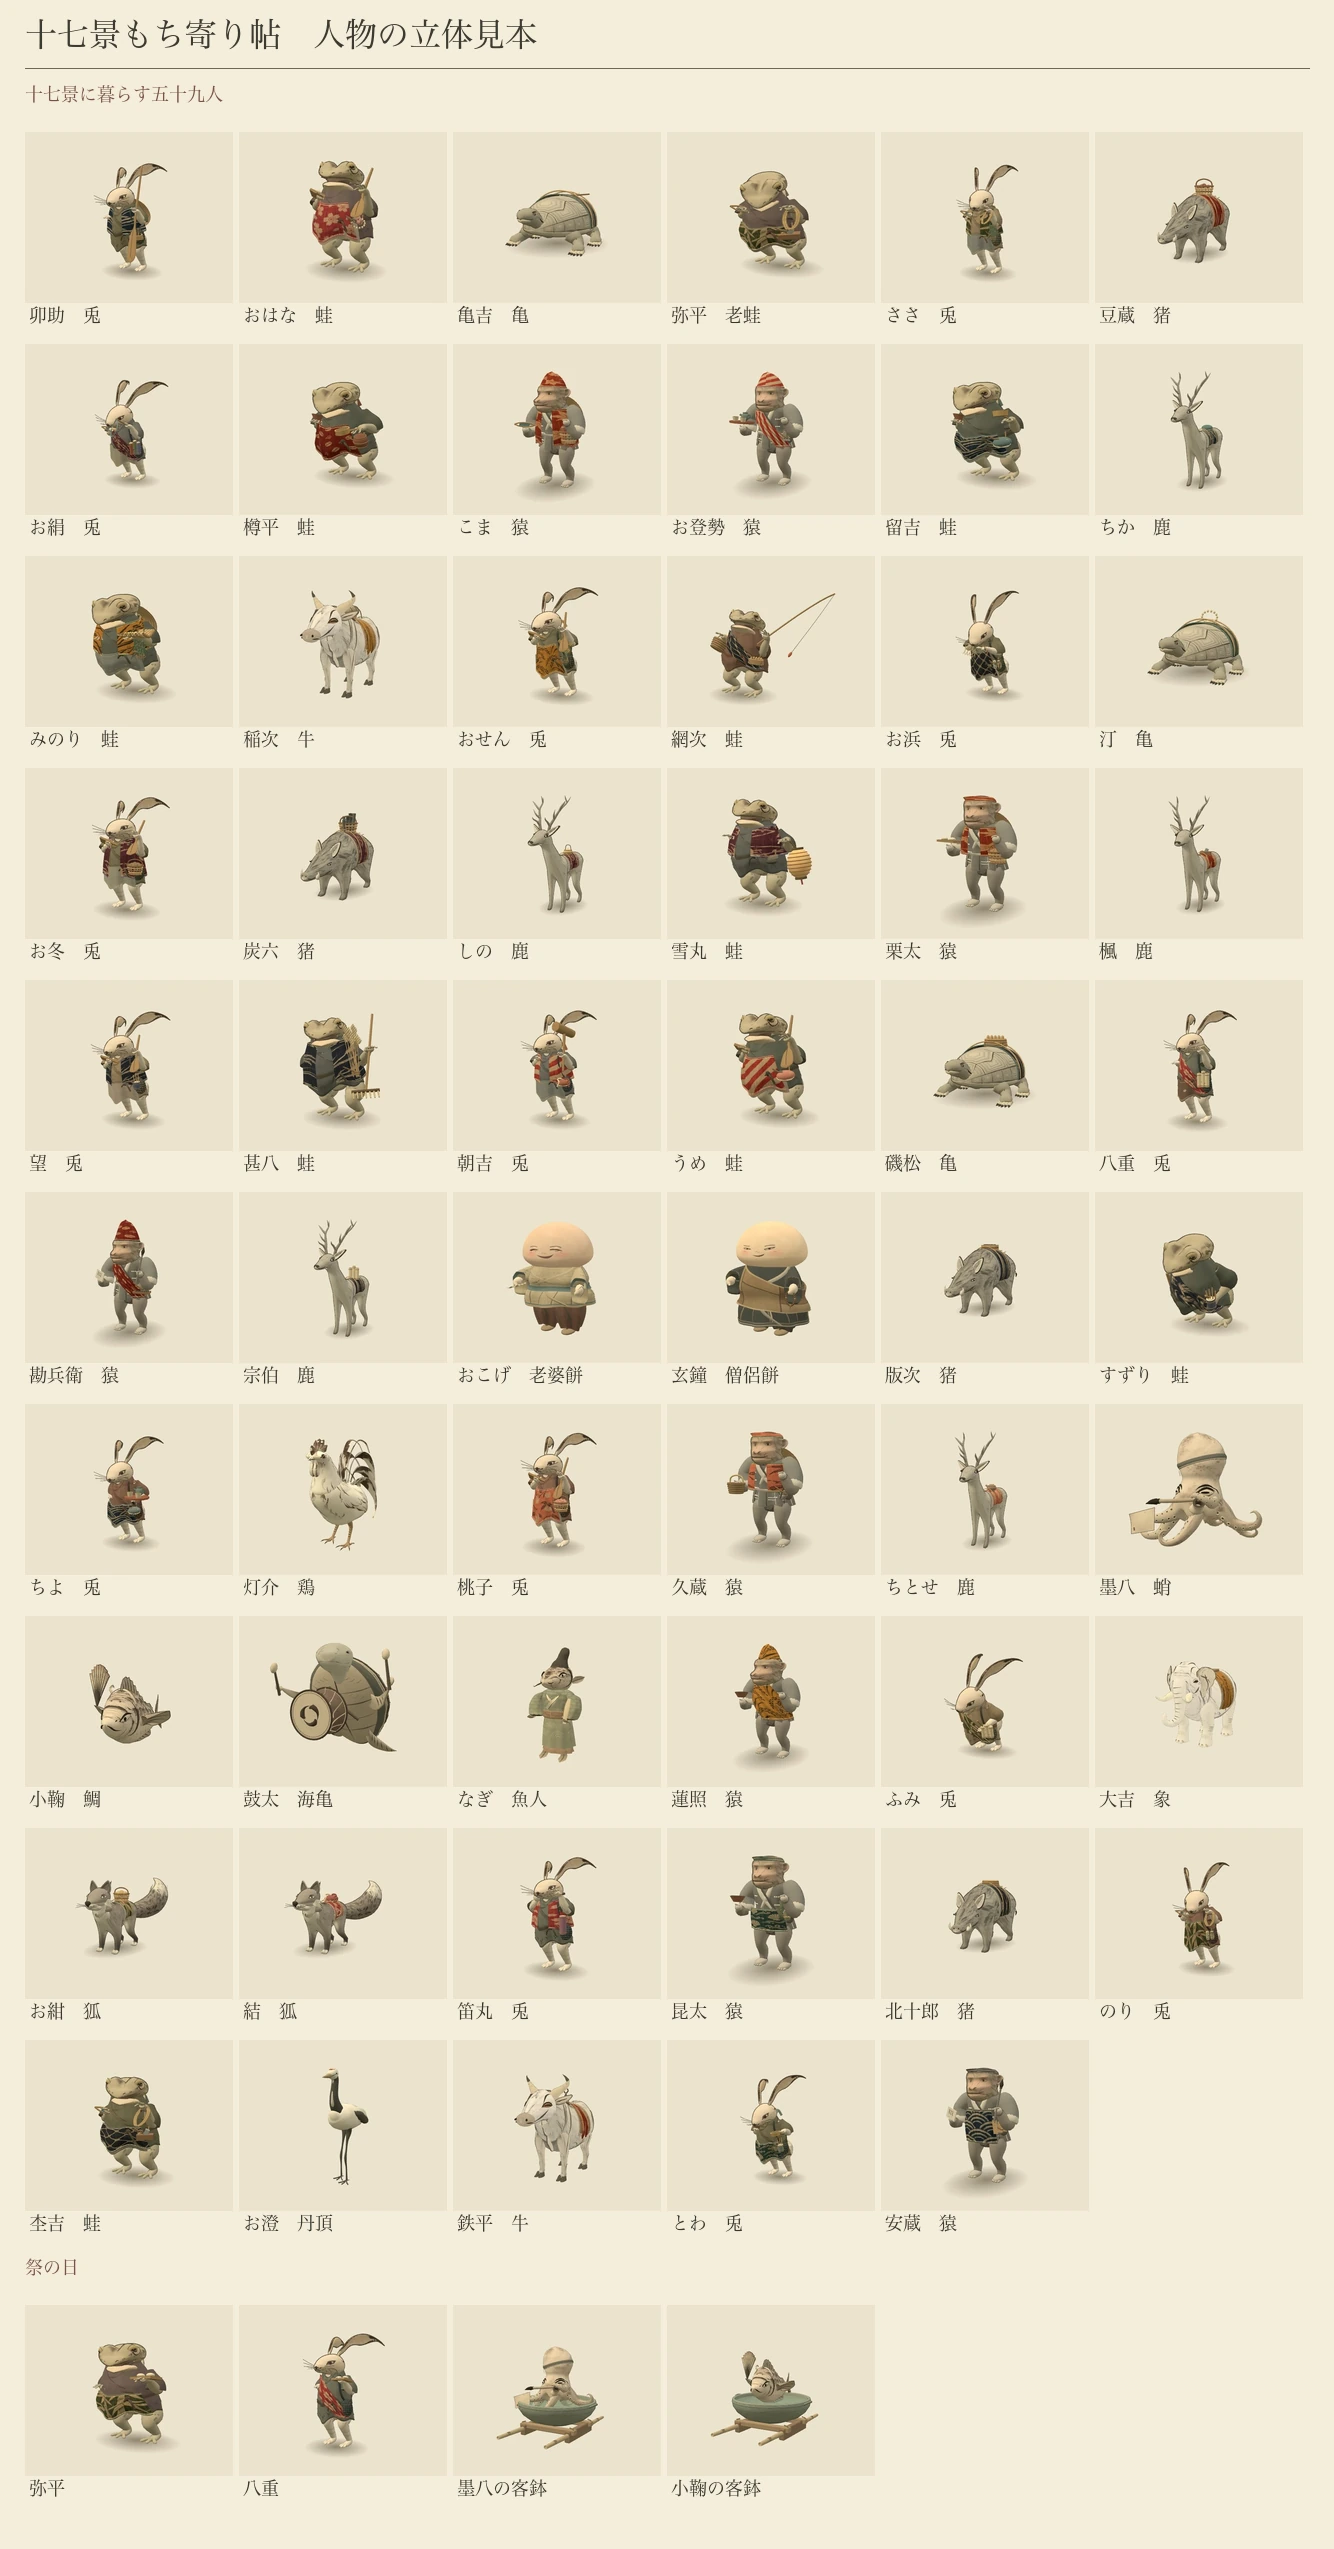 十七景もち寄り帖　人物の立体見本
十七景に暮らす五十九人
卯助　兎
おはな　蛙
亀吉　亀
弥平　老蛙
ささ　兎
豆蔵　猪
お絹　兎
樽平　蛙
こま　猿
お登勢　猿
留吉　蛙
ちか　鹿
みのり　蛙
稲次　牛
おせん　兎
網次　蛙
お浜　兎
汀　亀
お冬　兎
炭六　猪
しの　鹿
雪丸　蛙
栗太　猿
楓　鹿
望　兎
甚八　蛙
朝吉　兎
うめ　蛙
磯松　亀
八重　兎
勘兵衛　猿
宗伯　鹿
おこげ　老婆餅
玄鐘　僧侶餅
版次　猪
すずり　蛙
ちよ　兎
灯介　鶏
桃子　兎
久蔵　猿
ちとせ　鹿
墨八　蛸
小鞠　鯛
鼓太　海亀
なぎ　魚人
蓮照　猿
ふみ　兎
大吉　象
お紺　狐
結　狐
笛丸　兎
昆太　猿
北十郎　猪
のり　兎
杢吉　蛙
お澄　丹頂
鉄平　牛
とわ　兎
安蔵　猿
祭の日
弥平
八重
墨八の客鉢
小鞠の客鉢